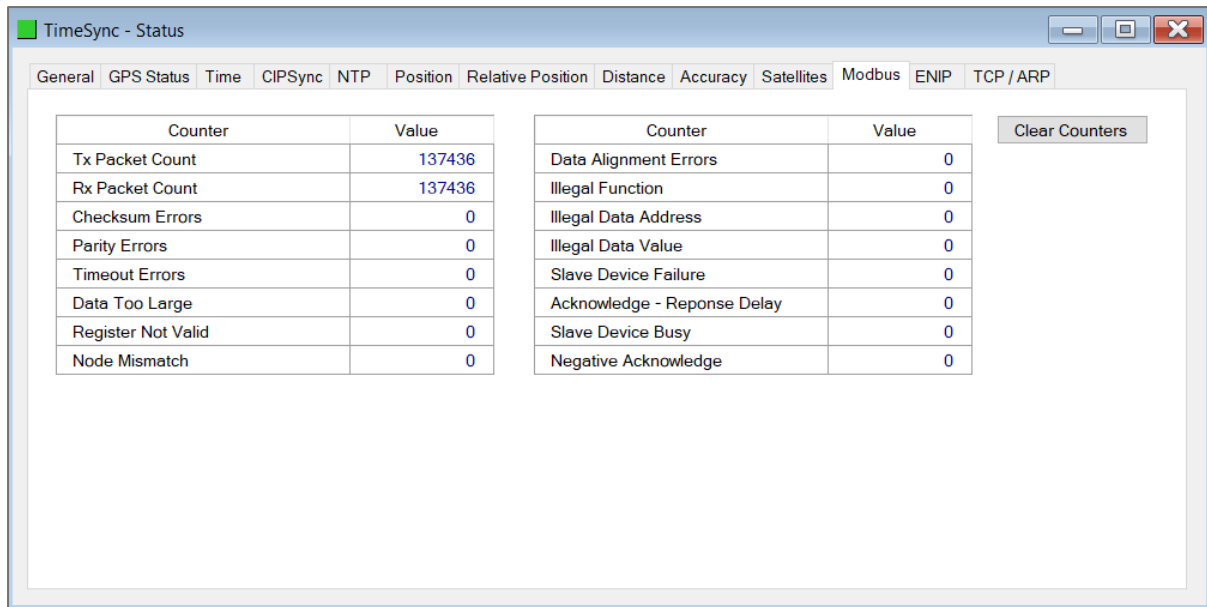 TimeSync - Status
General GPS Status Time CIPSync NTP Position Relative Position Distance Accuracy Satellites Modbus ENIP TCP / ARP
Counter Value
Tx Packet Count 137436
Rx Packet Count 137436
Checksum Errors 0
Parity Errors 0
Timeout Errors 0
Data Too Large 0
Register Not Valid 0
Node Mismatch 0
Counter Value
Data Alignment Errors 0
Illegal Function 0
Illegal Data Address 0
Illegal Data Value 0
Slave Device Failure 0
Acknowledge - Reponse Delay 0
Slave Device Busy 0
Negative Acknowledge 0
Clear Counters